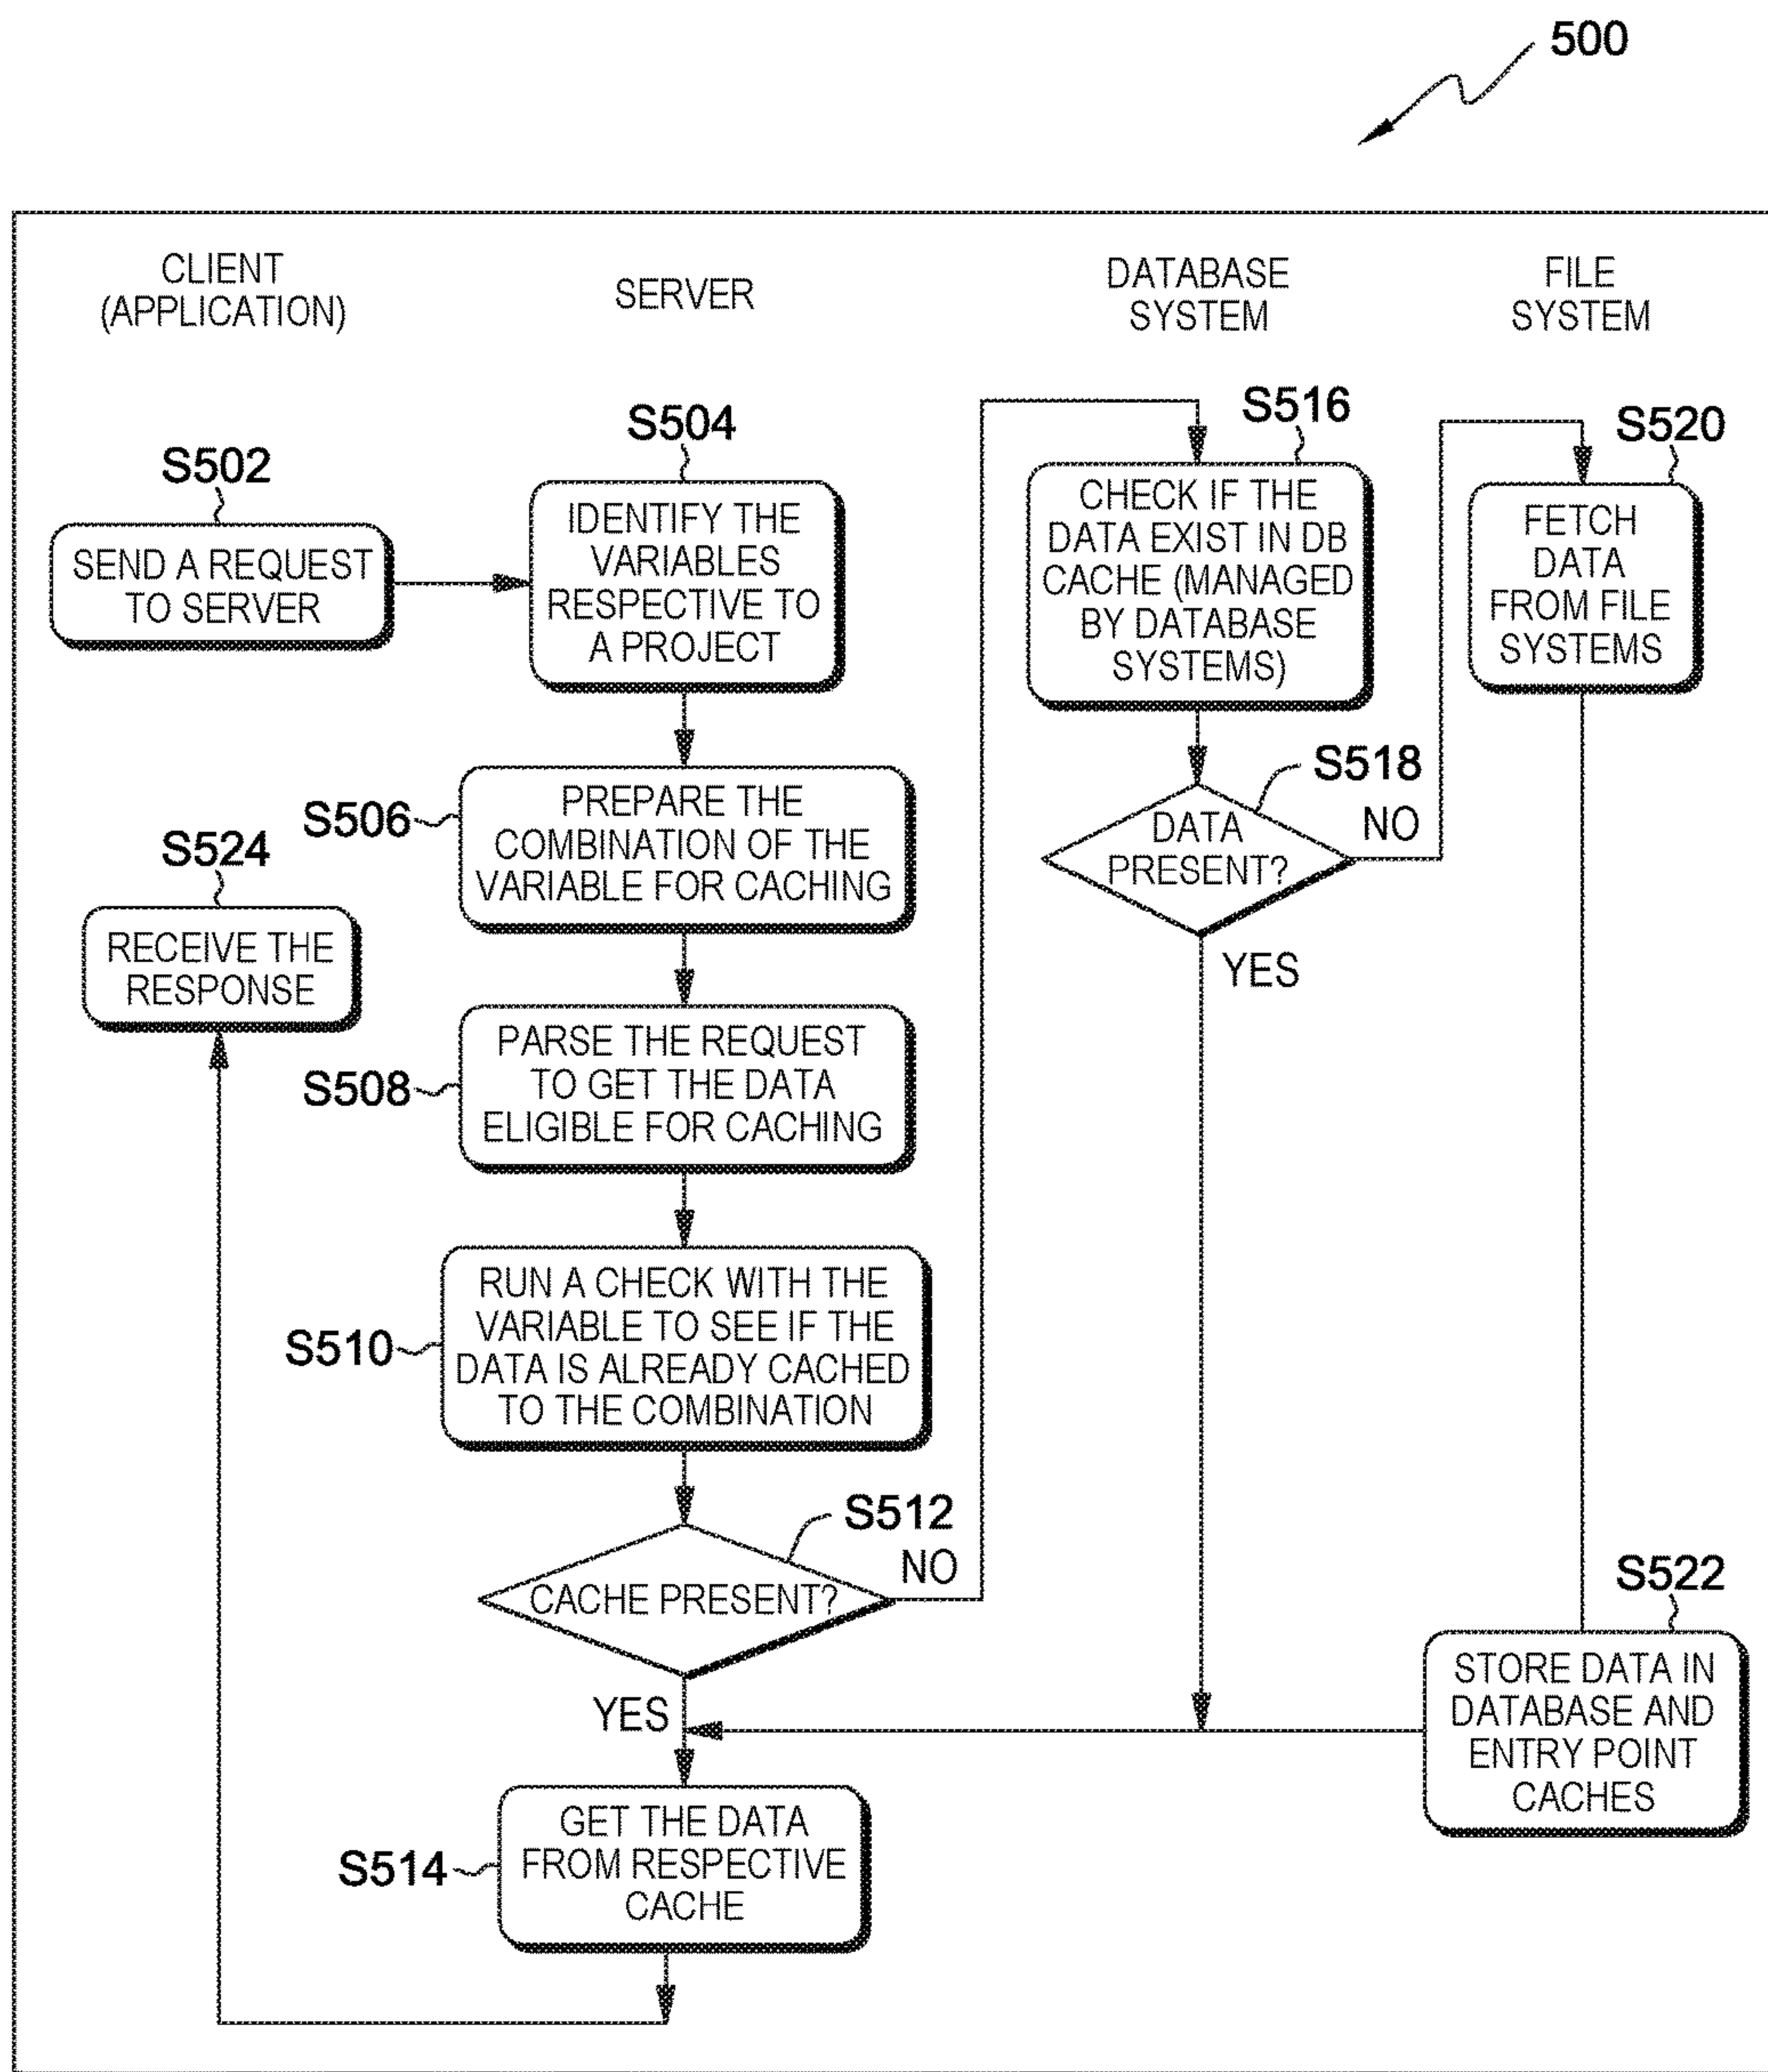 500
CLIENT
(APPLICATION)
SERVER
DATABASE
SYSTEM
FILE
SYSTEM
S502
SEND A REQUEST
TO SERVER
S504
IDENTIFY THE
VARIABLES
RESPECTIVE TO
A PROJECT
S506
PREPARE THE
COMBINATION OF THE
VARIABLE FOR CACHING
S508
PARSE THE REQUEST
TO GET THE DATA
ELIGIBLE FOR CACHING
S510
RUN A CHECK WITH THE
VARIABLE TO SEE IF THE
DATA IS ALREADY CACHED
TO THE COMBINATION
S512
CACHE PRESENT?
NO
YES
S514
GET THE DATA
FROM RESPECTIVE
CACHE
S516
CHECK IF THE
DATA EXIST IN DB
CACHE (MANAGED
BY DATABASE
SYSTEMS)
S518
DATA
PRESENT?
NO
YES
S520
FETCH
DATA
FROM FILE
SYSTEMS
S522
STORE DATA IN
DATABASE AND
ENTRY POINT
CACHES
S524
RECEIVE THE
RESPONSE